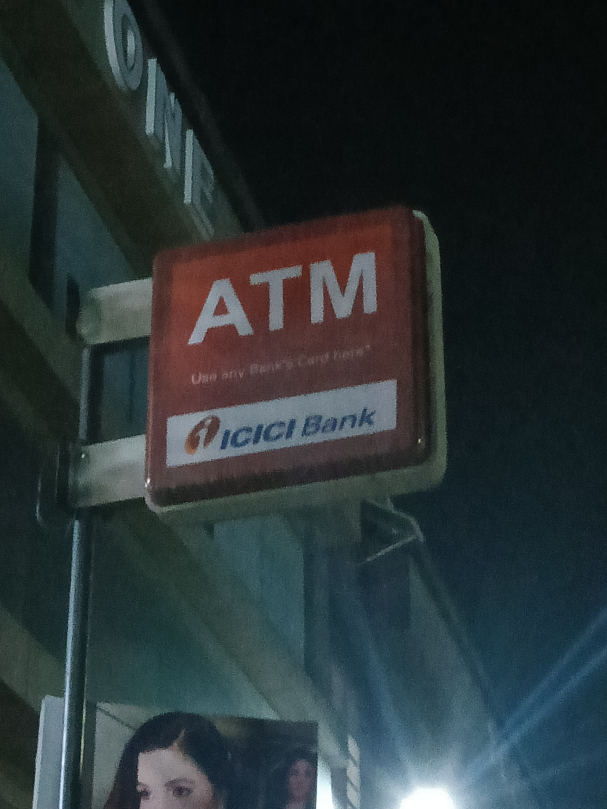 ONE
ATM
Use any Bank's Card here*
ICICI Bank